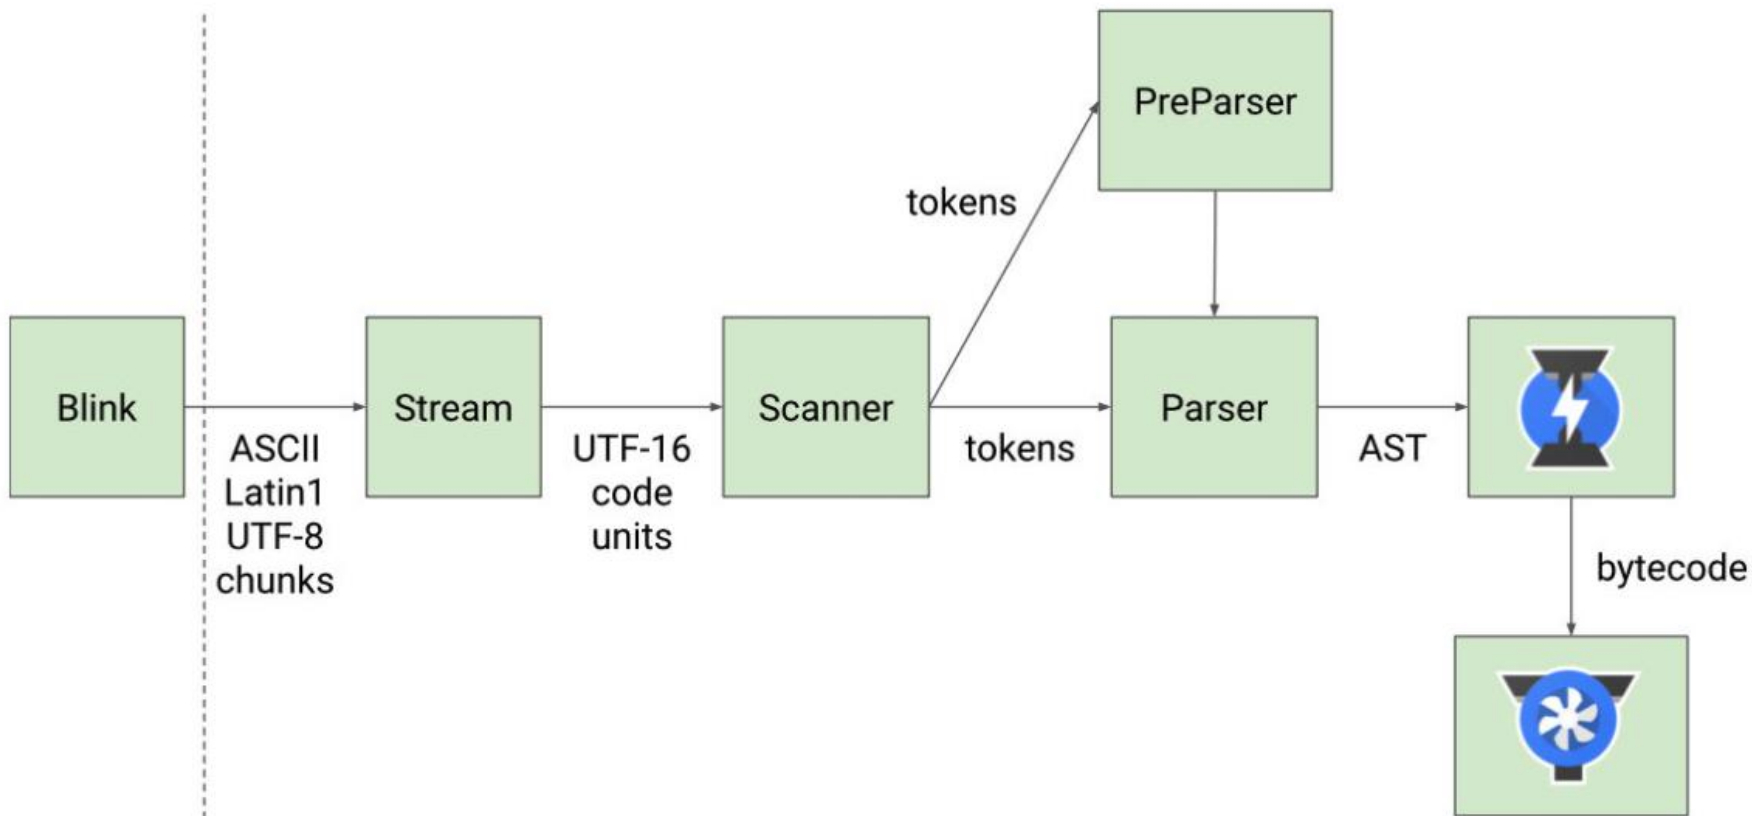 PreParser
tokens
Blink
Stream
Scanner
Parser
ASCII
Latin1
UTF-8
chunks
UTF-16
code
units
tokens
AST
bytecode